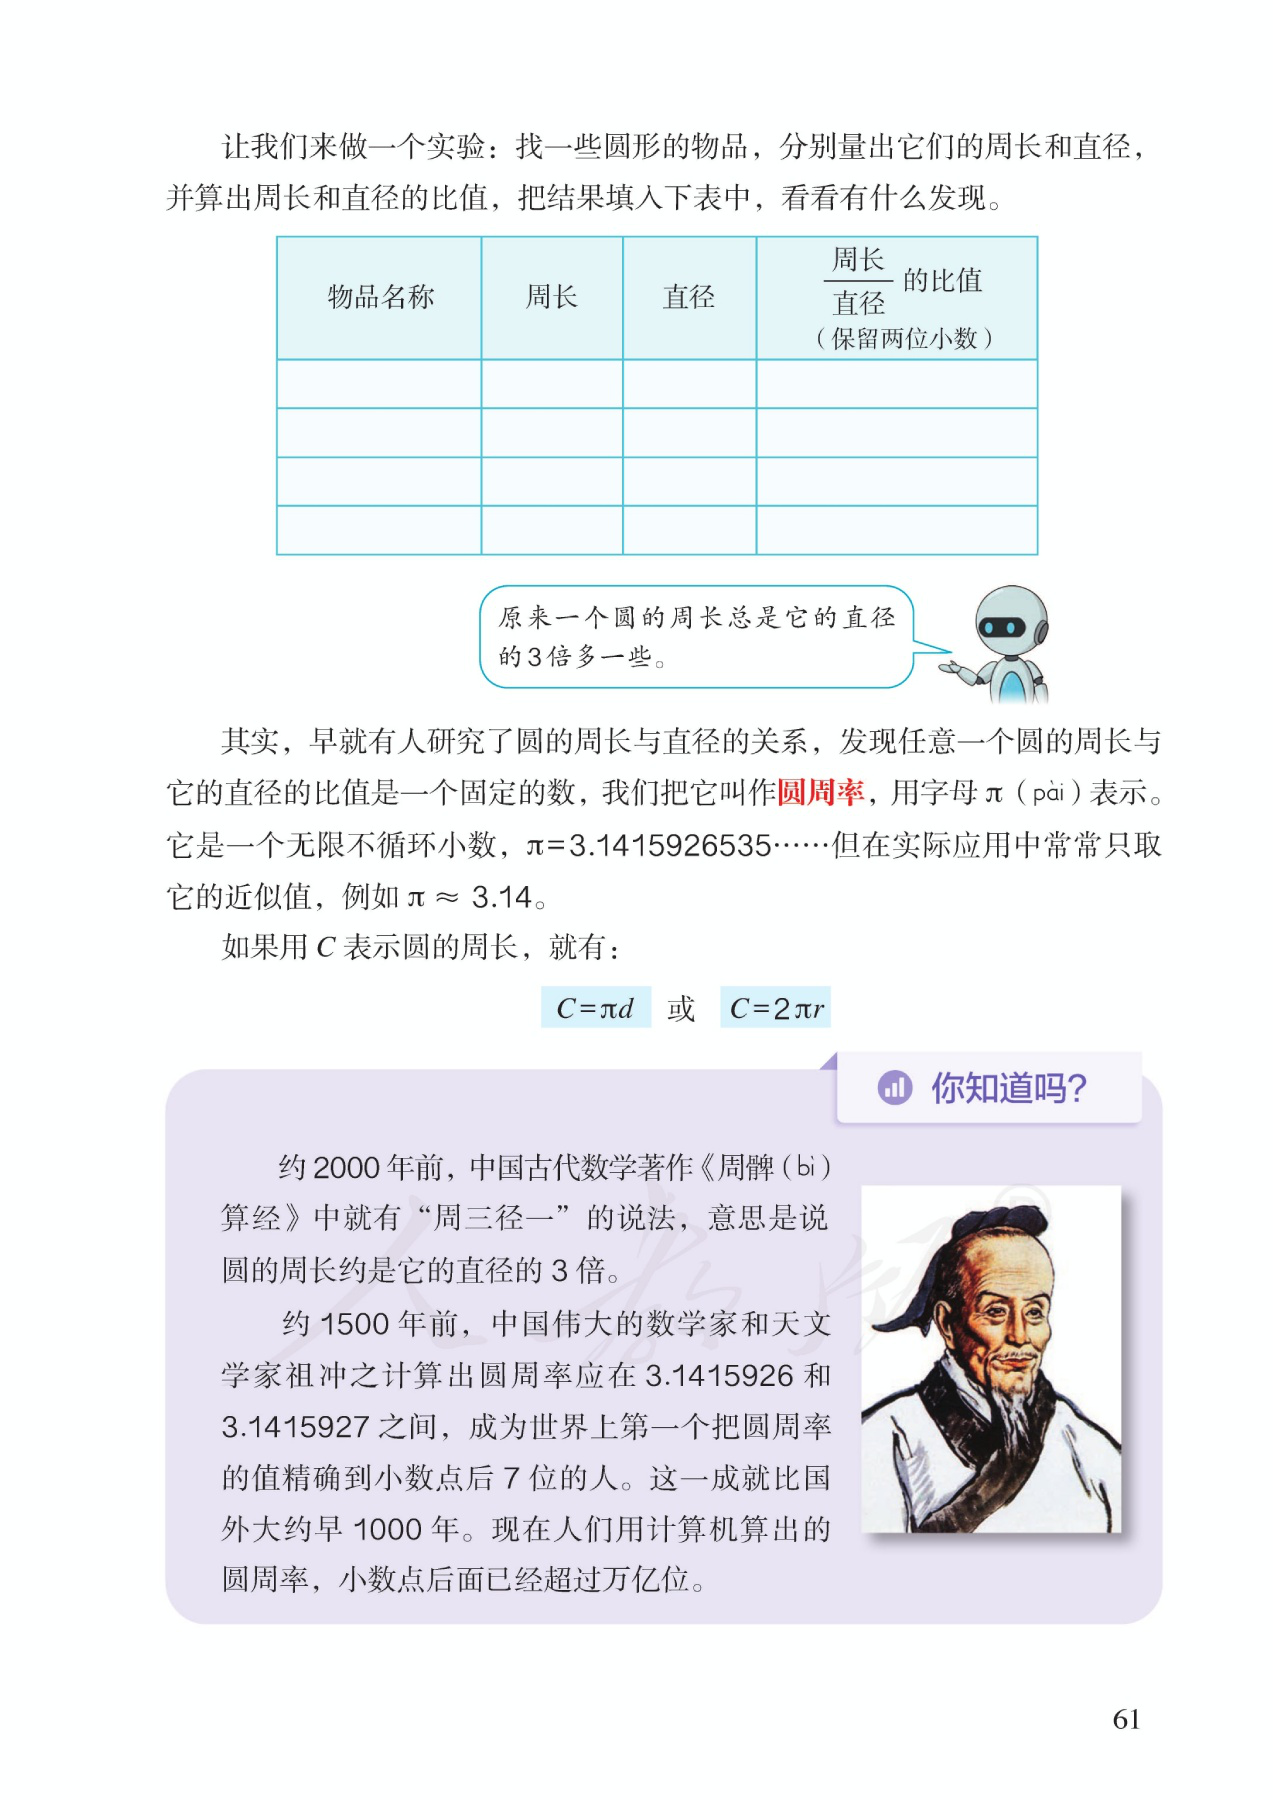 让我们来做一个实验：找一些圆形的物品，分别量出它们的周长和直径，
并算出周长和直径的比值，把结果填入下表中，看看有什么发现。
物品名称 周长 直径 周长/直径 的比值
（保留两位小数）
原来一个圆的周长总是它的直径
的3倍多一些。
其实，早就有人研究了圆的周长与直径的关系，发现任意一个圆的周长与
它的直径的比值是一个固定的数，我们把它叫作圆周率，用字母 π（pài）表示。
它是一个无限不循环小数，π=3.1415926535……但在实际应用中常常只取
它的近似值，例如 π ≈ 3.14。
如果用 C 表示圆的周长，就有：
C=πd 或 C=2πr
你知道吗？
约 2000 年前，中国古代数学著作《周髀（bì）
算经》中就有“周三径一”的说法，意思是说
圆的周长约是它的直径的 3 倍。
约 1500 年前，中国伟大的数学家和天文
学家祖冲之计算出圆周率应在 3.1415926 和
3.1415927 之间，成为世界上第一个把圆周率
的值精确到小数点后 7 位的人。这一成就比国
外大约早 1000 年。现在人们用计算机算出的
圆周率，小数点后面已经超过万亿位。
61